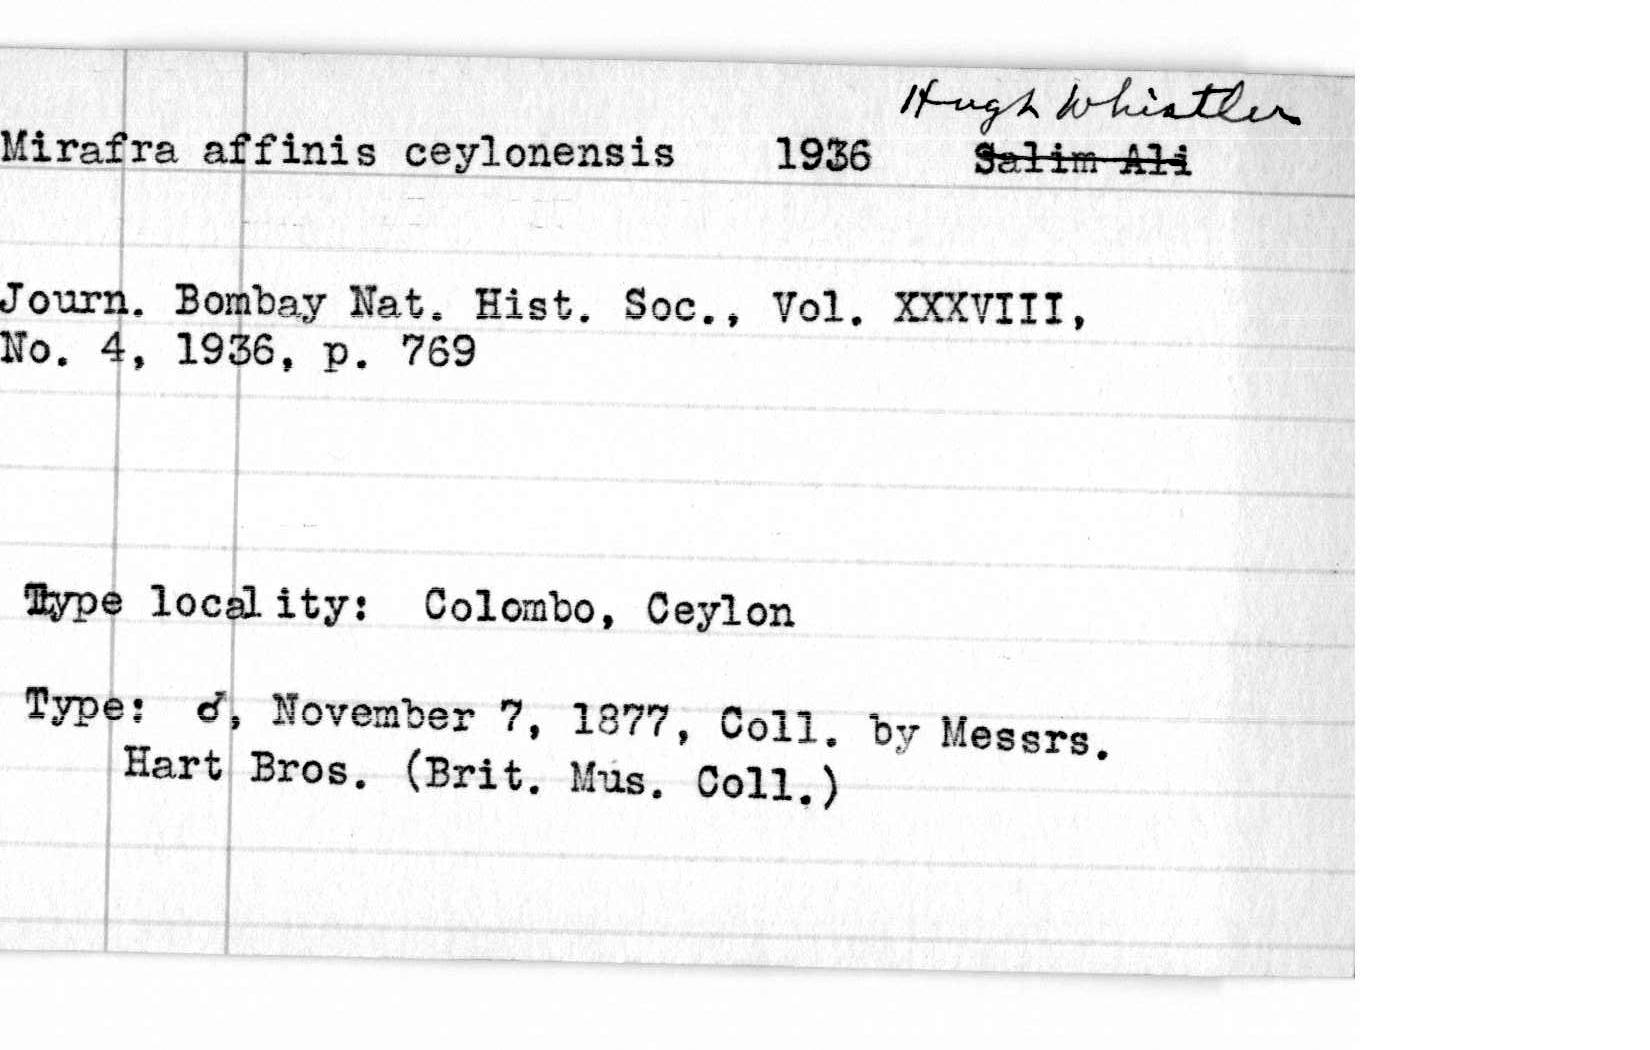 Hugh Whistler
Mirafra affinis ceylonensis 1936 Salim Ali
Journ. Bombay Nat. Hist. Soc., Vol. XXXVIII,
No. 4, 1936, p. 769
Type locality: Colombo, Ceylon
Type: ♂, November 7, 1877, Coll. by Messrs.
Hart Bros. (Brit. Mus. Coll.)